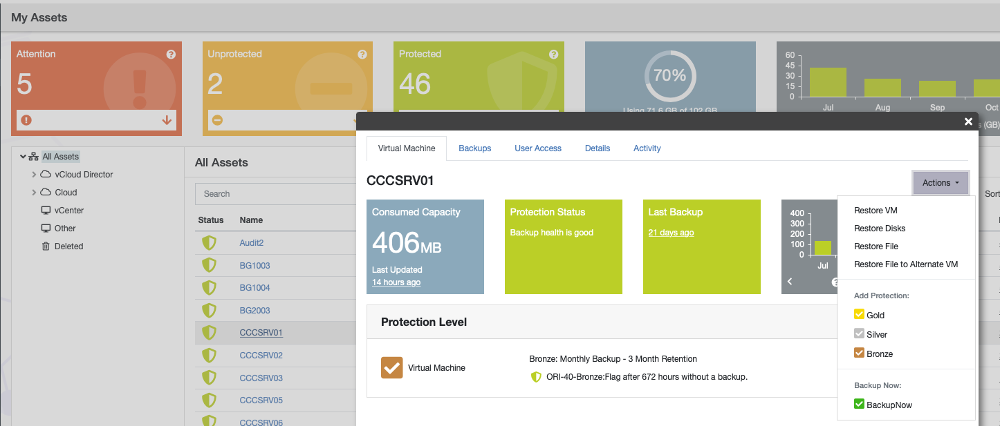 My Assets
Attention
5
Unprotected
2
Protected
46
70%
Using 71.6 GB of 102 GB
60
45
30
15
0
Jul
Aug
Sep
Oct
(GB)
All Assets
vCloud Director
Cloud
vCenter
Other
Deleted
All Assets
Search
Sort
Status
Name
Audit2
BG1003
BG1004
BG2003
CCCSRV01
CCCSRV02
CCCSRV03
CCCSRV05
CCCSRV06
Virtual Machine
Backups
User Access
Details
Activity
CCCSRV01
Actions
Consumed Capacity
406MB
Last Updated
14 hours ago
Protection Status
Backup health is good
Last Backup
21 days ago
400
300
200
100
0
Jul
Restore VM
Restore Disks
Restore File
Restore File to Alternate VM
Add Protection:
Gold
Silver
Bronze
Backup Now:
BackupNow
Protection Level
Virtual Machine
Bronze: Monthly Backup - 3 Month Retention
ORI-40-Bronze:Flag after 672 hours without a backup.